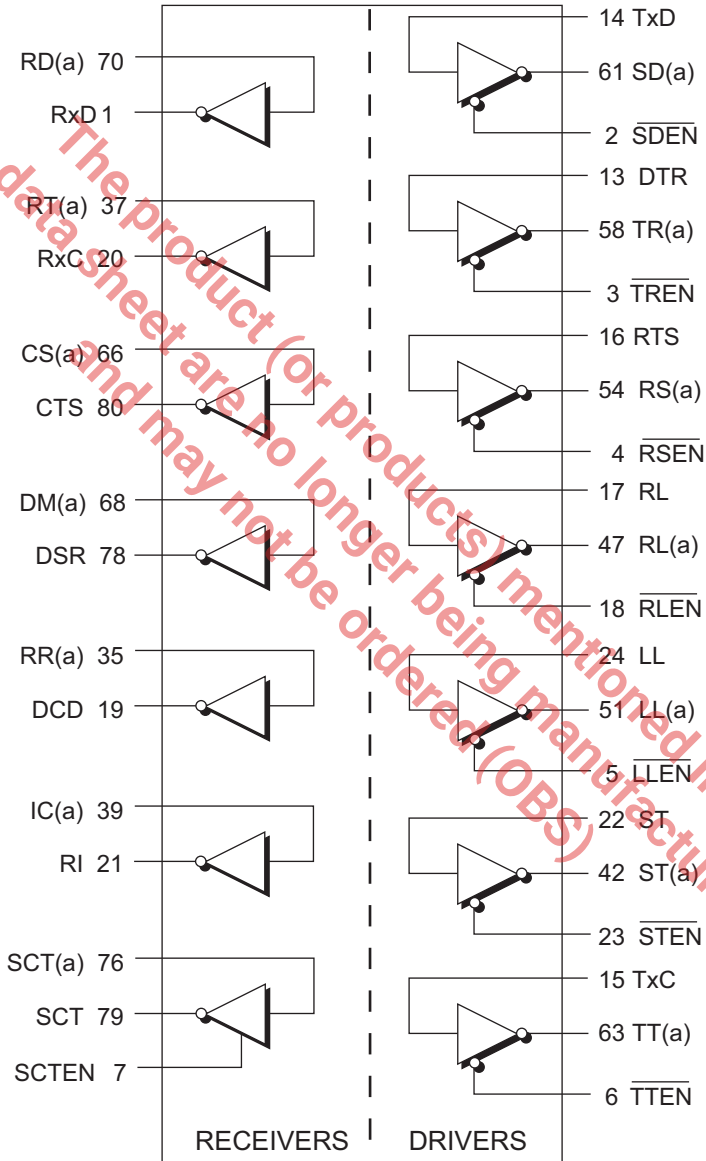 RD(a) 70
RxD 1
RT(a) 37
RxC 20
CS(a) 66
CTS 80
DM(a) 68
DSR 78
RR(a) 35
DCD 19
IC(a) 39
RI 21
SCT(a) 76
SCT 79
SCTEN 7
RECEIVERS
14 TxD
61 SD(a)
2 SDEN
13 DTR
58 TR(a)
3 TREN
16 RTS
54 RS(a)
4 RSEN
17 RL
47 RL(a)
18 RLEN
24 LL
51 LL(a)
5 LLEN
22 ST
42 ST(a)
23 STEN
15 TxC
63 TT(a)
6 TTEN
DRIVERS
The product (or products) mentioned
data sheet are no longer being
and may not be ordered (OBS)